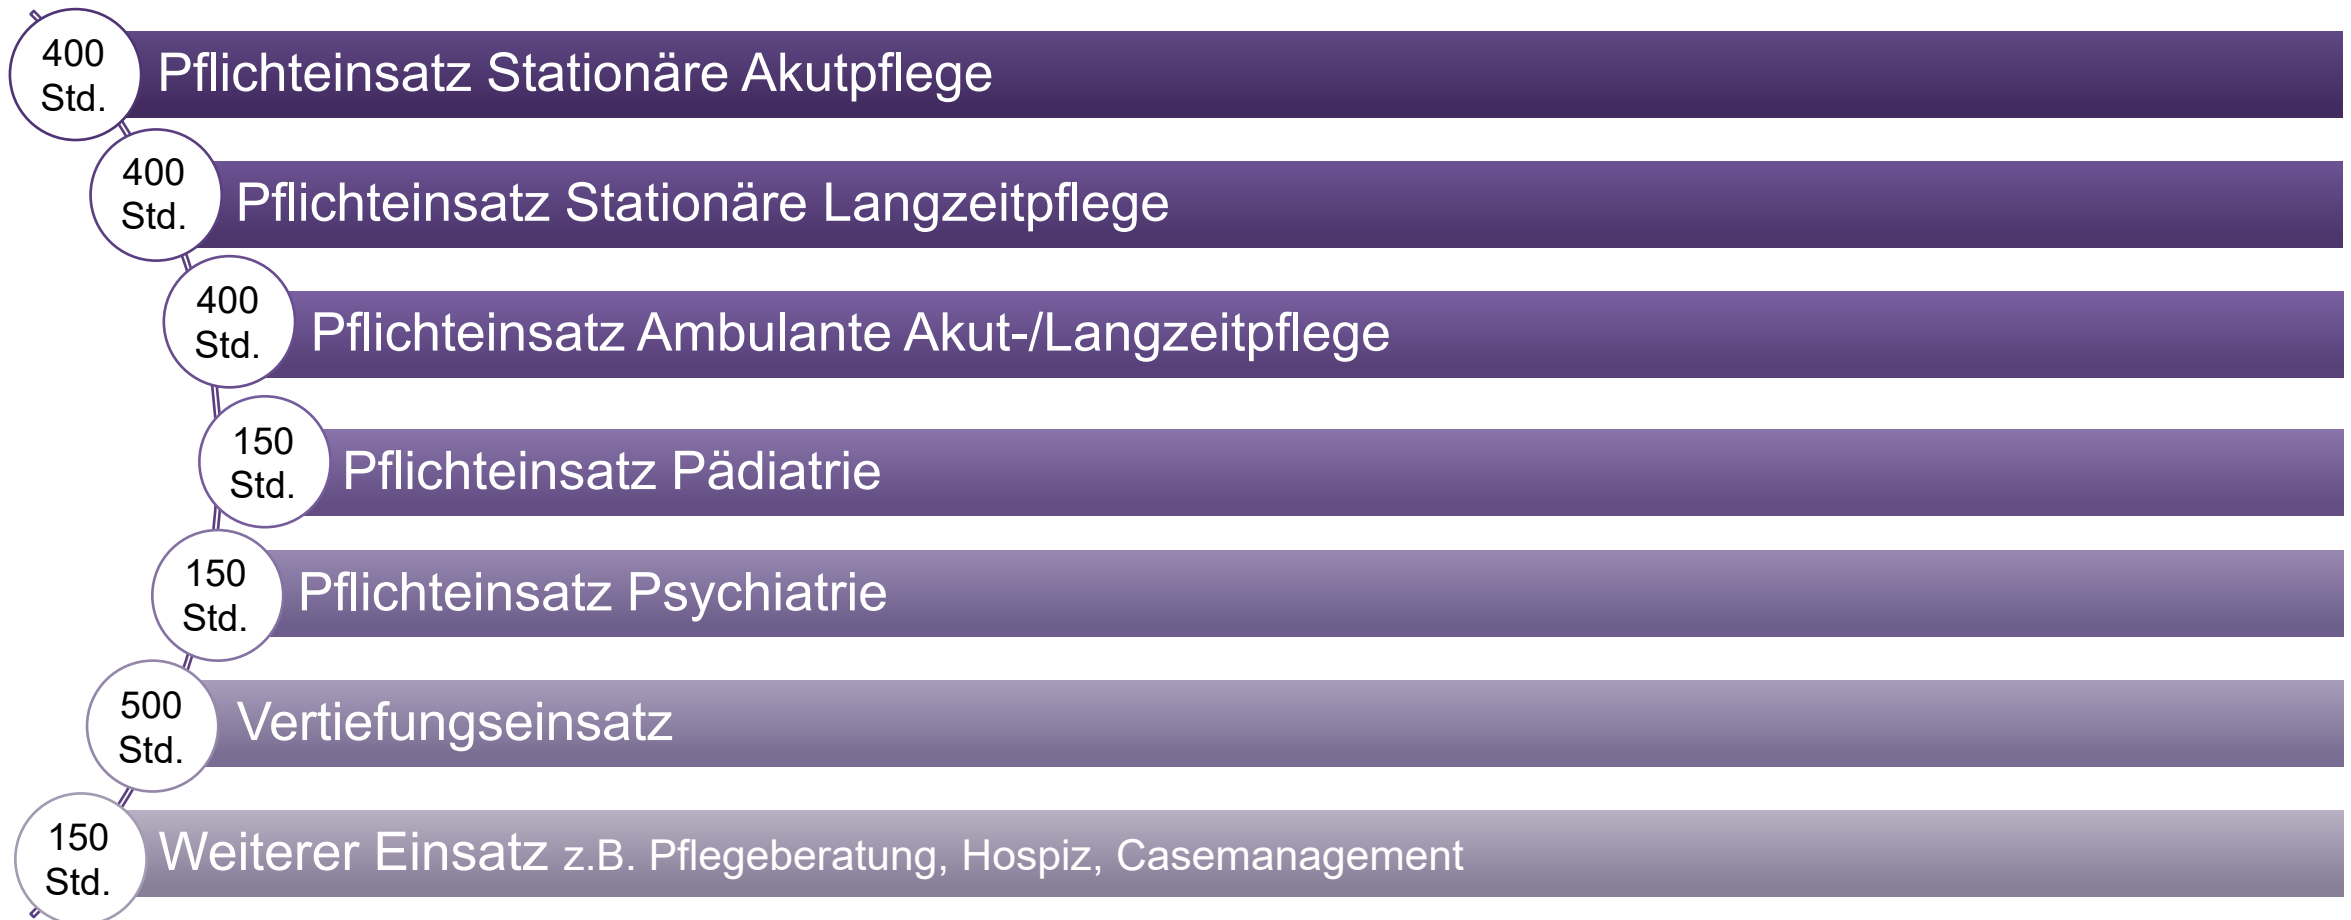 400
Std.
Pflichteinsatz Stationäre Akutpflege
400
Std.
Pflichteinsatz Stationäre Langzeitpflege
400
Std.
Pflichteinsatz Ambulante Akut-/Langzeitpflege
150
Std.
Pflichteinsatz Pädiatrie
150
Std.
Pflichteinsatz Psychiatrie
500
Std.
Vertiefungseinsatz
150
Std.
Weiterer Einsatz z.B. Pflegeberatung, Hospiz, Casemanagement